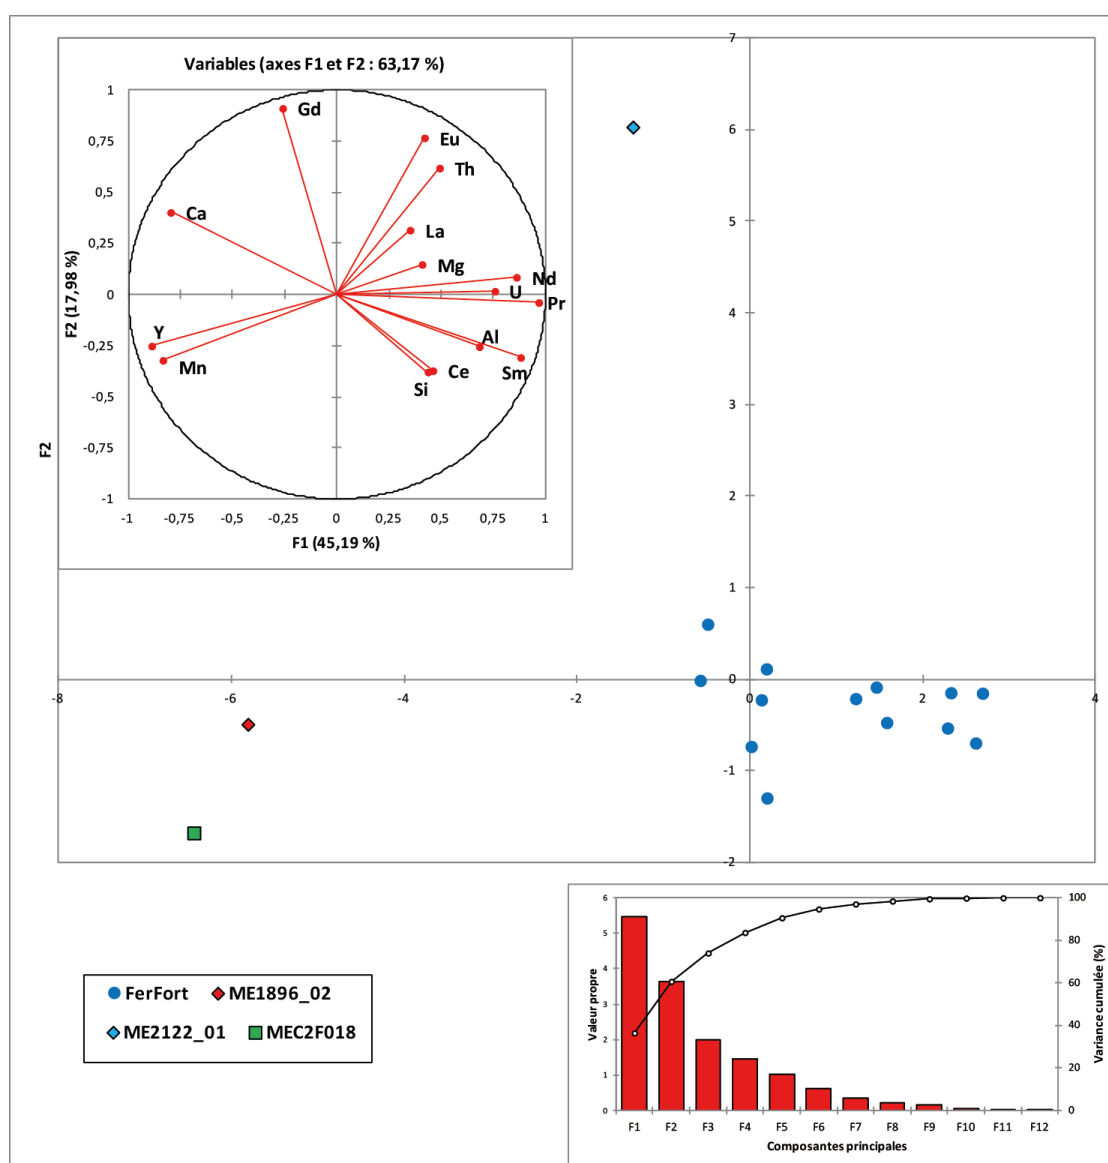 Variables (axes F1 et F2 : 63,17 %)
1
0,75
0,5
0,25
0
-0,25
-0,5
-0,75
-1
F2 (17,98 %)
Gd
Eu
Th
Ca
La
Mg
Nd
U
Pr
Y
Mn
Al
Sm
Ce
Si
-1 -0,75 -0,5 -0,25 0 0,25 0,5 0,75 1
F1 (45,19 %)
F2
7
6
5
4
3
2
1
0
-1
-2
-8 -6 -4 -2 0 2 4
FerFort ME1896_02
ME2122_01 MEC2F018
Valeur propre
6
5
4
3
2
1
0
100
80
60
40
20
0
Variance cumulée (%)
F1 F2 F3 F4 F5 F6 F7 F8 F9 F10 F11 F12
Composantes principales